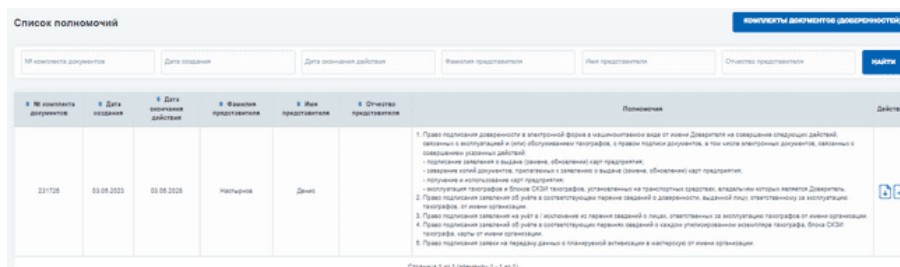 Список полномочий
КОМПЛЕКТЫ ДОКУМЕНТОВ (ДОВЕРЕННОСТЕЙ)
№ комплекта документов
Дата создания
Дата окончания действия
Фамилия представителя
Имя представителя
Отчество представителя
НАЙТИ
№ комплекта документов
Дата создания
Дата окончания действия
Фамилия представителя
Имя представителя
Отчество представителя
Полномочия
Действ
231726
03.08.2023
03.08.2028
Настырнов
Денис
1. Право подписания доверенности в электронной форме в машиночитаемом виде от имени Доверителя на совершение следующих действий,
связанных с эксплуатацией и (или) обслуживанием тахографов, с правом подписи документов, в том числе электронных документов, связанных с
совершением указанных действий:
- подписание заявления о выдаче (замене, обновлении) карт предприятия;
- заверение копий документов, прилагаемых к заявлению о выдаче (замене, обновлении) карт предприятия;
- получение и использование карт предприятия;
- эксплуатация тахографов и блоков СКЗИ тахографов, установленных на транспортных средствах, владельцем которых является Доверитель.
2. Право подписания заявления об учёте в соответствующем перечне сведений о доверенности, выданной лицу, ответственному за эксплуатацию
тахографов, от имени организации.
3. Право подписания заявления на учёт в / исключение из перечня сведений о лицах, ответственных за эксплуатацию тахографов от имени организации.
4. Право подписания заявлений об учёте в соответствующих перечнях сведений о каждом утилизированном экземпляре тахографа, блока СКЗИ
тахографа, карты от имени организации.
5. Право подписания заявки на передачу данных о планируемой активизации в мастерскую от имени организации.